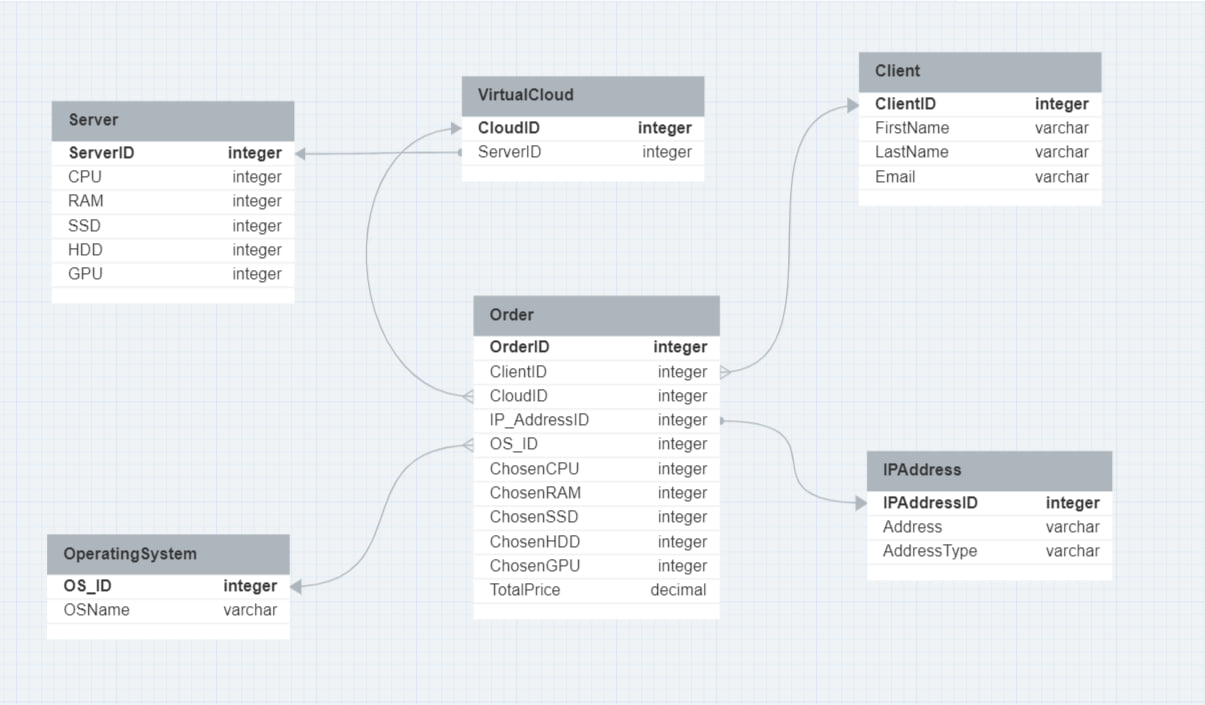 Server
ServerID integer
CPU integer
RAM integer
SSD integer
HDD integer
GPU integer
VirtualCloud
CloudID integer
ServerID integer
Client
ClientID integer
FirstName varchar
LastName varchar
Email varchar
Order
OrderID integer
ClientID integer
CloudID integer
IP_AddressID integer
OS_ID integer
ChosenCPU integer
ChosenRAM integer
ChosenSSD integer
ChosenHDD integer
ChosenGPU integer
TotalPrice decimal
IPAddress
IPAddressID integer
Address varchar
AddressType varchar
OperatingSystem
OS_ID integer
OSName varchar